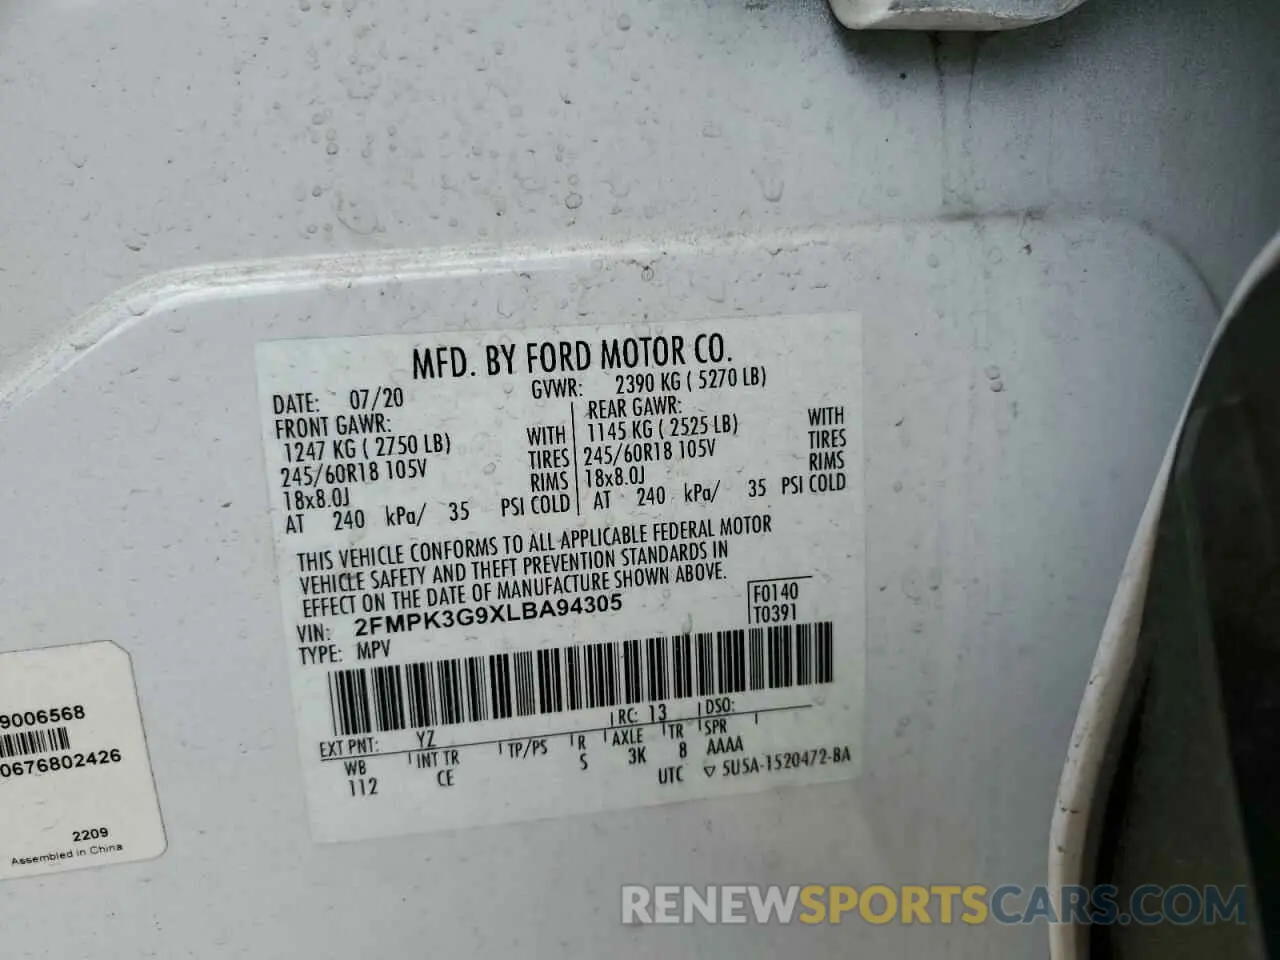 MFD. BY FORD MOTOR CO.
DATE: 07/20 GVWR: 2390 KG ( 5270 LB)
FRONT GAWR: REAR GAWR:
1247 KG ( 2750 LB) WITH 1145 KG ( 2525 LB) WITH
245/60R18 105V TIRES 245/60R18 105V TIRES
18x8.0J RIMS 18x8.0J RIMS
AT 240 kPa/ 35 PSI COLD AT 240 kPa/ 35 PSI COLD
THIS VEHICLE CONFORMS TO ALL APPLICABLE FEDERAL MOTOR
VEHICLE SAFETY AND THEFT PREVENTION STANDARDS IN
EFFECT ON THE DATE OF MANUFACTURE SHOWN ABOVE.
VIN: 2FMPK3G9XLBA94305 F0140
TYPE: MPV T0391
EXT PNT: YZ RC: 13 DSO:
WB INT TR TP/PS R AXLE TR SPR
112 CE S 3K 8 AAAA
UTC ▽ 5U5A-1520472-BA
9006568
0676802426
2209
Assembled in China
RENEWSPORTSCARS.COM